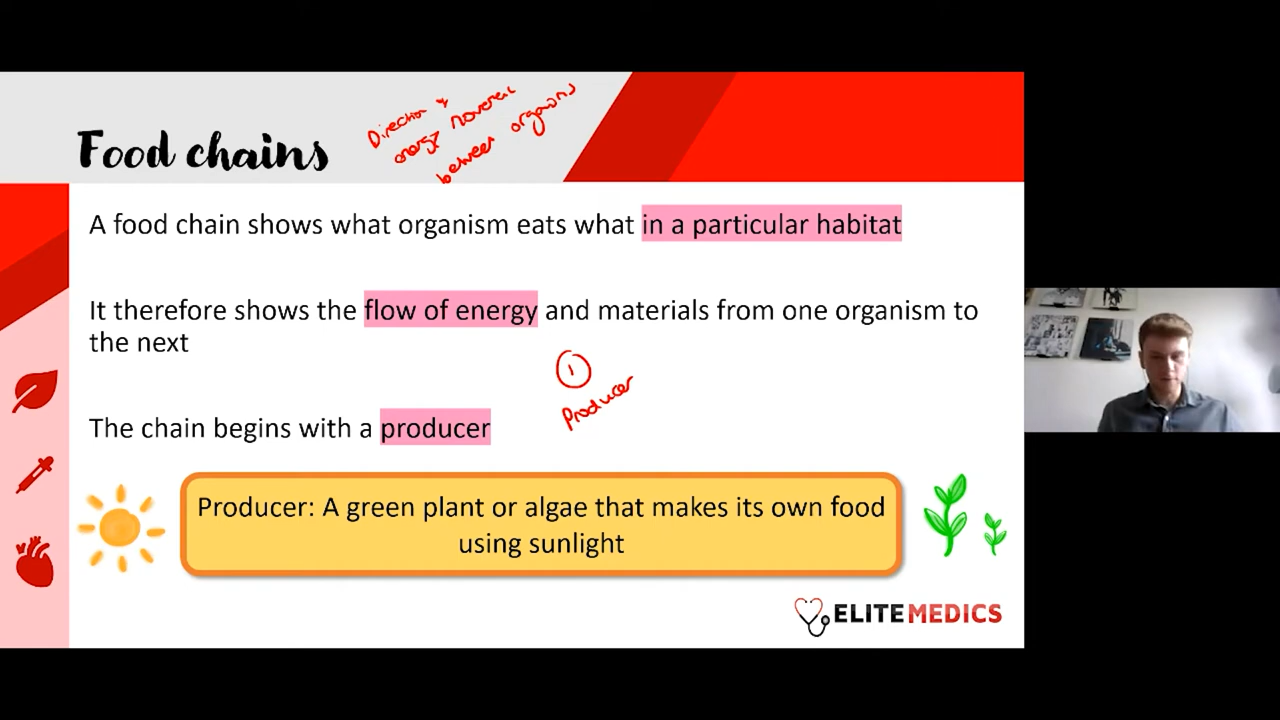 Food chains
Direction of
energy movement
between organisms
A food chain shows what organism eats what in a particular habitat
It therefore shows the flow of energy and materials from one organism to
the next
1
Producer
The chain begins with a producer
Producer: A green plant or algae that makes its own food
using sunlight
ELITEMEDICS